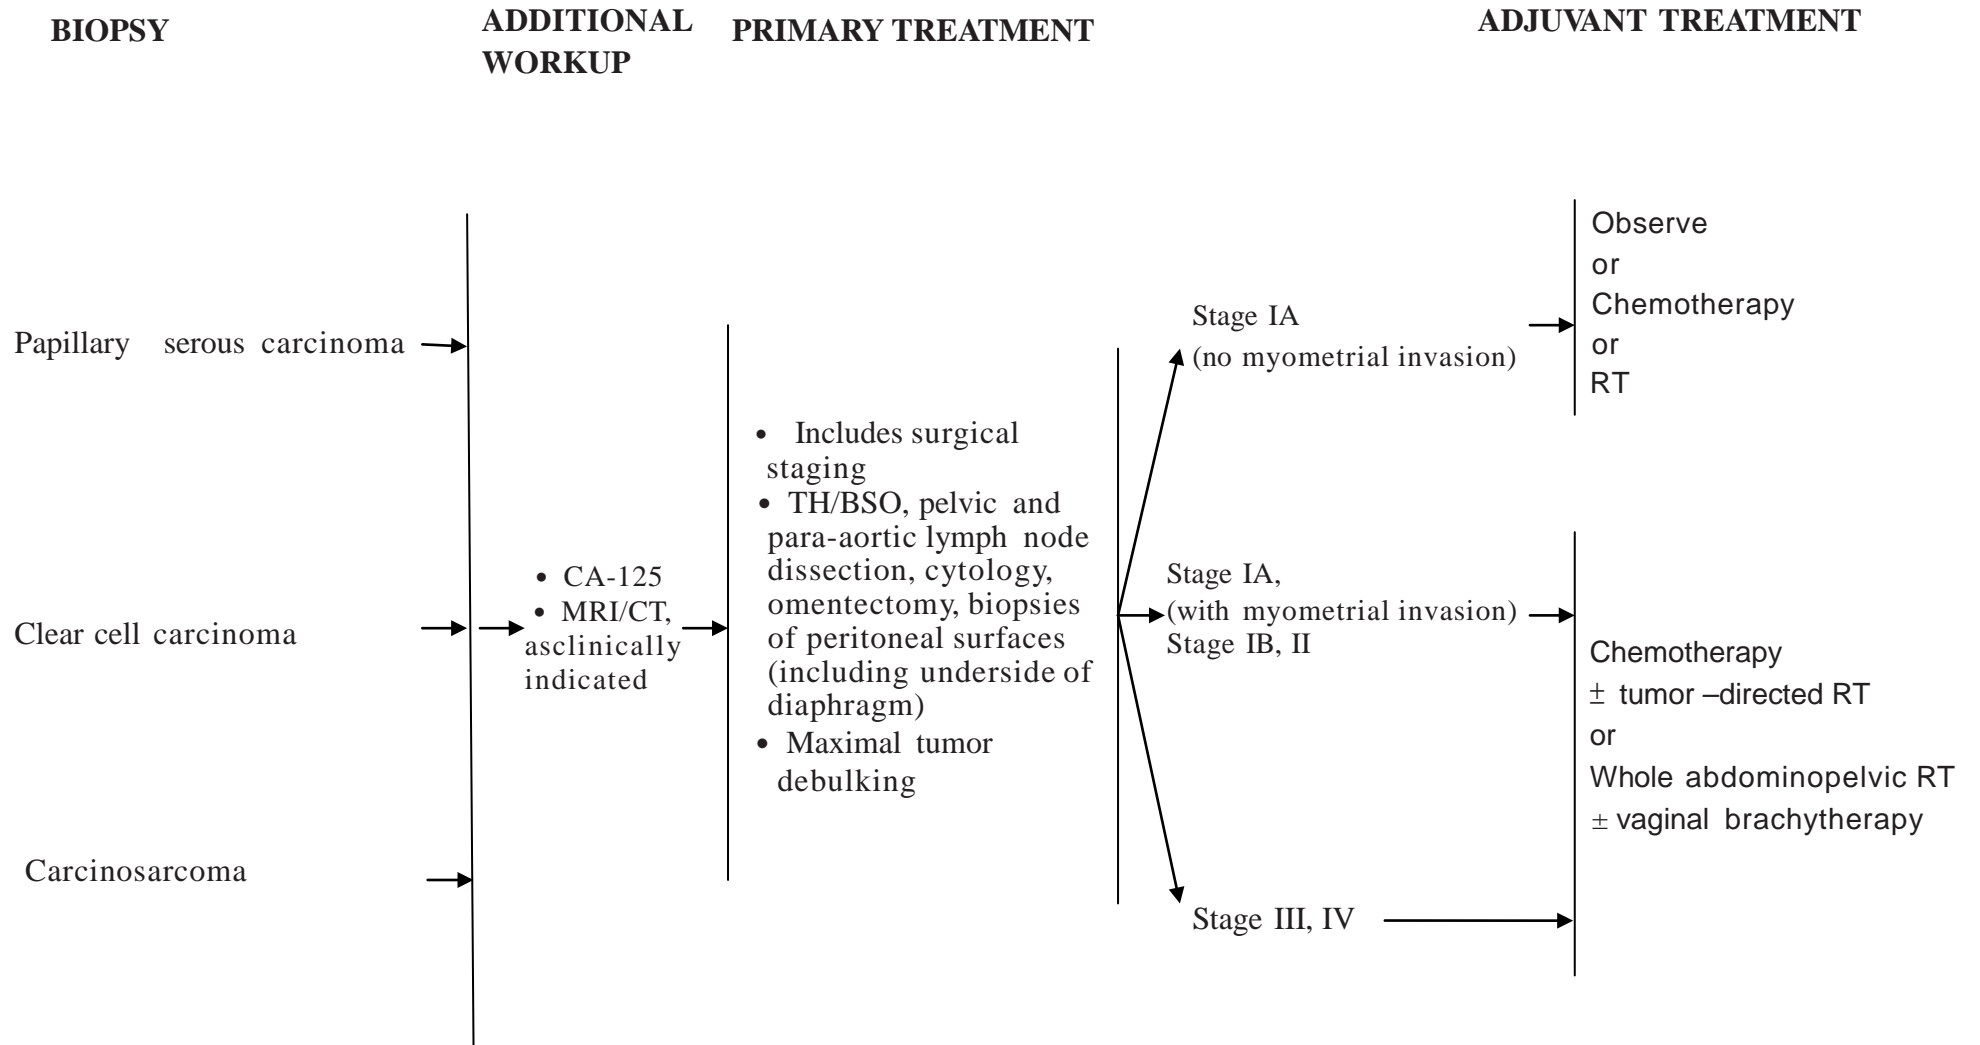 BIOPSY
ADDITIONAL
WORKUP
PRIMARY TREATMENT
ADJUVANT TREATMENT
Papillary serous carcinoma
Clear cell carcinoma
Carcinosarcoma
• CA-125
• MRI/CT,
asclinically
indicated
• Includes surgical
staging
• TH/BSO, pelvic and
para-aortic lymph node
dissection, cytology,
omentectomy, biopsies
of peritoneal surfaces
(including underside of
diaphragm)
• Maximal tumor
debulking
Stage IA
(no myometrial invasion)
Stage IA,
(with myometrial invasion)
Stage IB, II
Stage III, IV
Observe
or
Chemotherapy
or
RT
Chemotherapy
± tumor –directed RT
or
Whole abdominopelvic RT
± vaginal brachytherapy